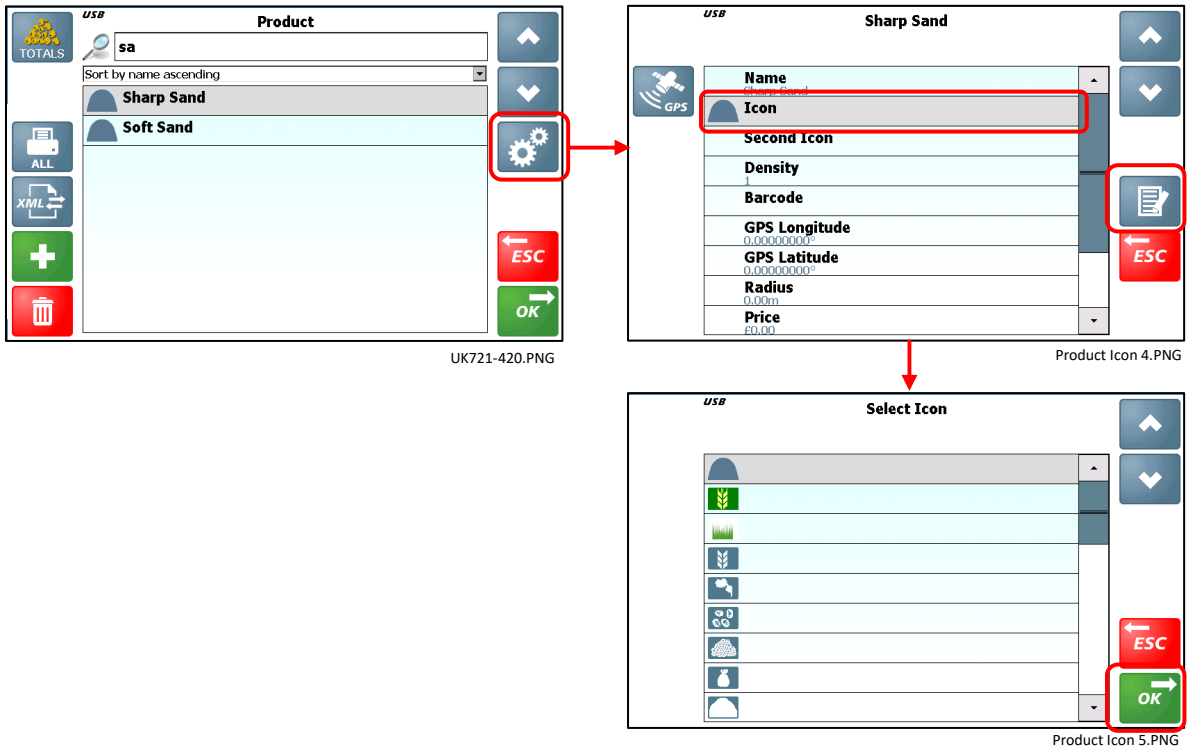 USB
Product
TOTALS
sa
Sort by name ascending
Sharp Sand
Soft Sand
ALL
XML
ESC
OK
UK721-420.PNG
USB
Sharp Sand
GPS
Name
Sharp Sand
Icon
Second Icon
Density
1
Barcode
GPS Longitude
0.00000000°
GPS Latitude
0.00000000°
Radius
0.00m
Price
£0.00
ESC
Product Icon 4.PNG
USB
Select Icon
ESC
OK
Product Icon 5.PNG